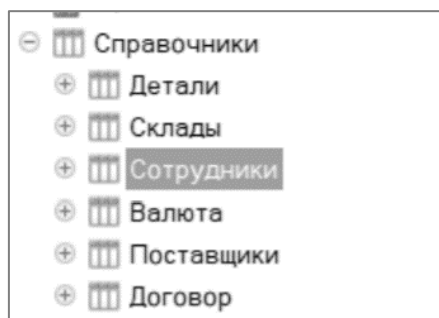 Справочники
Детали
Склады
Сотрудники
Валюта
Поставщики
Договор